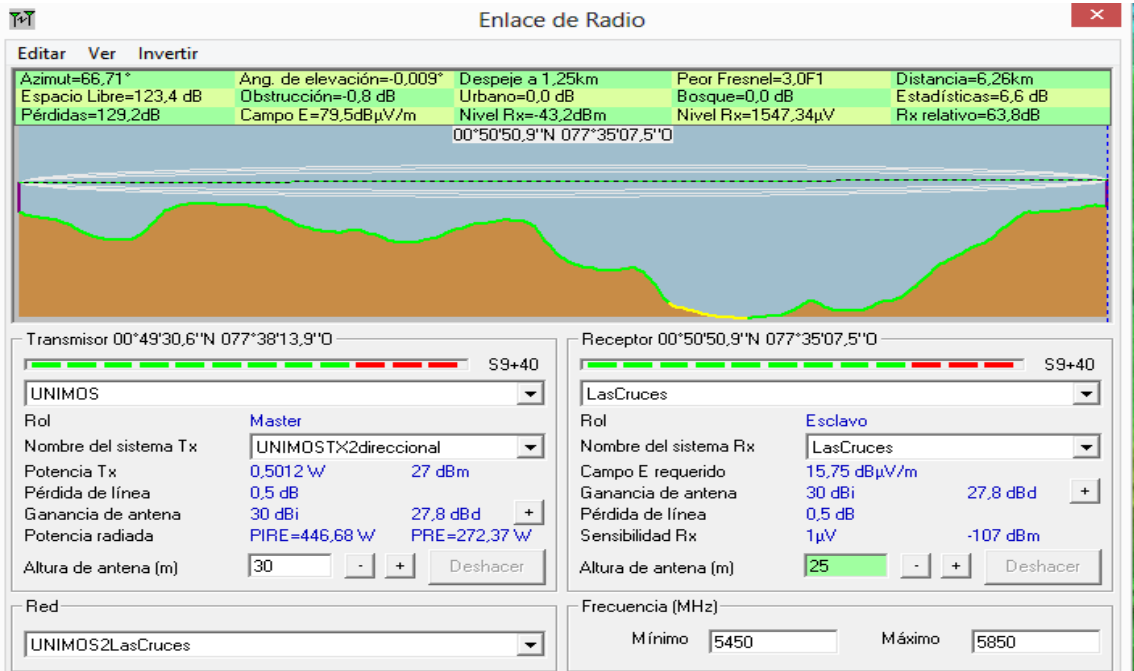 Enlace de Radio
Editar Ver Invertir
Azimut=66,71° Ang. de elevación=-0,009° Despeje a 1,25km Peor Fresnel=3,0F1 Distancia=6,26km
Espacio Libre=123,4 dB Obstrucción=-0,8 dB Urbano=0,0 dB Bosque=0,0 dB Estadísticas=6,6 dB
Pérdidas=129,2dB Campo E=79,5dBµV/m Nivel Rx=-43,2dBm Nivel Rx=1547,34µV Rx relativo=63,8dB
00°50'50,9''N 077°35'07,5''O
Transmisor 00°49'30,6''N 077°38'13,9''O
S9+40
UNIMOS
Rol Master
Nombre del sistema Tx UNIMOSTX2direccional
Potencia Tx 0,5012 W 27 dBm
Pérdida de línea 0,5 dB
Ganancia de antena 30 dBi 27,8 dBd +
Potencia radiada PIRE=446,68 W PRE=272,37 W
Altura de antena (m) 30 - + Deshacer
Red
UNIMOS2LasCruces
Receptor 00°50'50,9''N 077°35'07,5''O
S9+40
LasCruces
Rol Esclavo
Nombre del sistema Rx LasCruces
Campo E requerido 15,75 dBµV/m
Ganancia de antena 30 dBi 27,8 dBd +
Pérdida de línea 0,5 dB
Sensibilidad Rx 1µV -107 dBm
Altura de antena (m) 25 - + Deshacer
Frecuencia (MHz)
Mínimo 5450 Máximo 5850